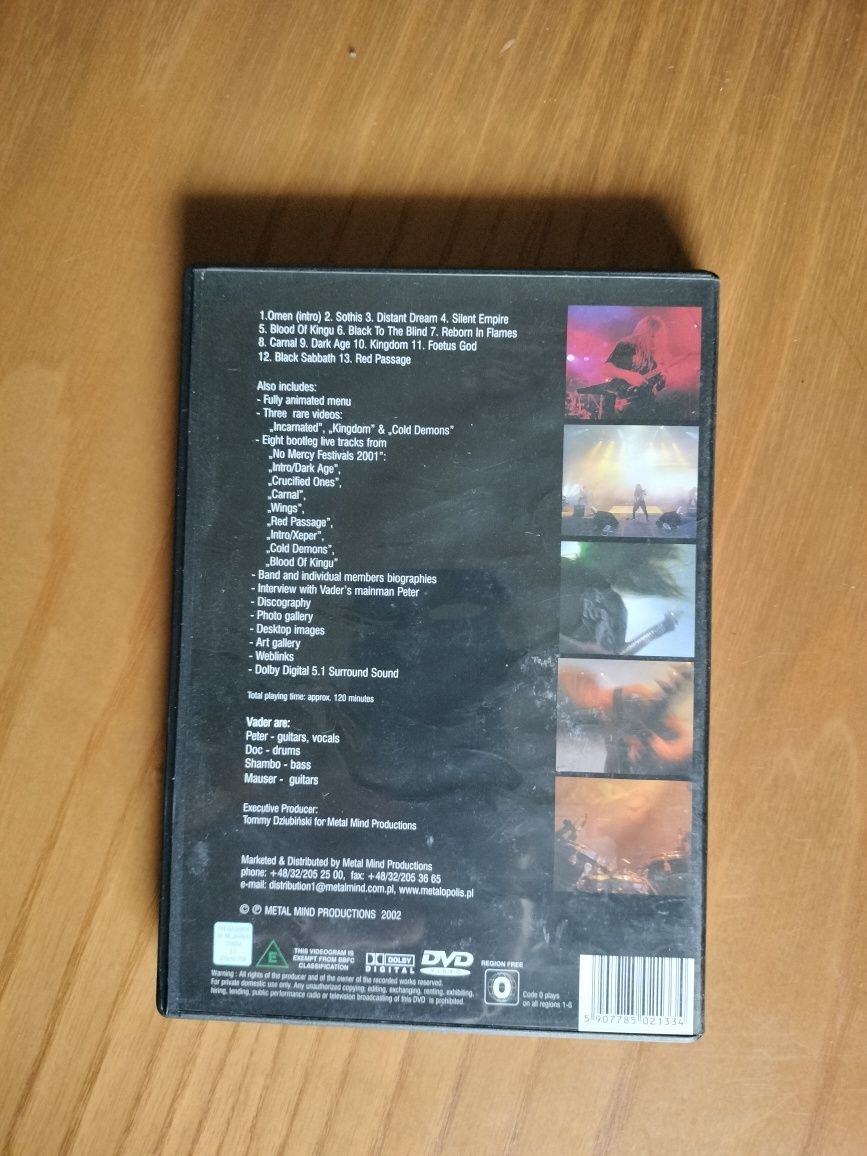 1.Omen (intro) 2. Sothis 3. Distant Dream 4. Silent Empire
5. Blood Of Kingu 6. Black To The Blind 7. Reborn In Flames
8. Carnal 9. Dark Age 10. Kingdom 11. Foetus God
12. Black Sabbath 13. Red Passage
Also includes:
- Fully animated menu
- Three rare videos:
„Incarnated”, „Kingdom” & „Cold Demons”
- Eight bootleg live tracks from
„No Mercy Festivals 2001”:
„Intro/Dark Age”,
„Crucified Ones”,
„Carnal”,
„Wings”,
„Red Passage”,
„Intro/Xeper”,
„Cold Demons”,
„Blood Of Kingu”
- Band and individual members biographies
- Interview with Vader's mainman Peter
- Discography
- Photo gallery
- Desktop images
- Art gallery
- Weblinks
- Dolby Digital 5.1 Surround Sound
Total playing time: approx. 120 minutes
Vader are:
Peter - guitars, vocals
Doc - drums
Shambo - bass
Mauser - guitars
Executive Producer:
Tommy Dziubiński for Metal Mind Productions
Marketed & Distributed by Metal Mind Productions
phone: +48/32/205 25 00, fax: +48/32/205 36 65
e-mail: distribution1@metalmind.com.pl, www.metalopolis.pl
© ℗ METAL MIND PRODUCTIONS 2002
E
THIS VIDEOGRAM IS
EXEMPT FROM BBFC
CLASSIFICATION
DOLBY
DIGITAL
DVD
VIDEO
REGION FREE
0
Code 0 plays
on all regions 1-6
Warning : All rights of the producer and of the owner of the recorded works reserved.
For private domestic use only. Any unauthorized copying, editing, exchanging, renting, exhibiting,
hiring, lending, public performance radio or television broadcasting of this DVD is prohibited.
5 907785 021334